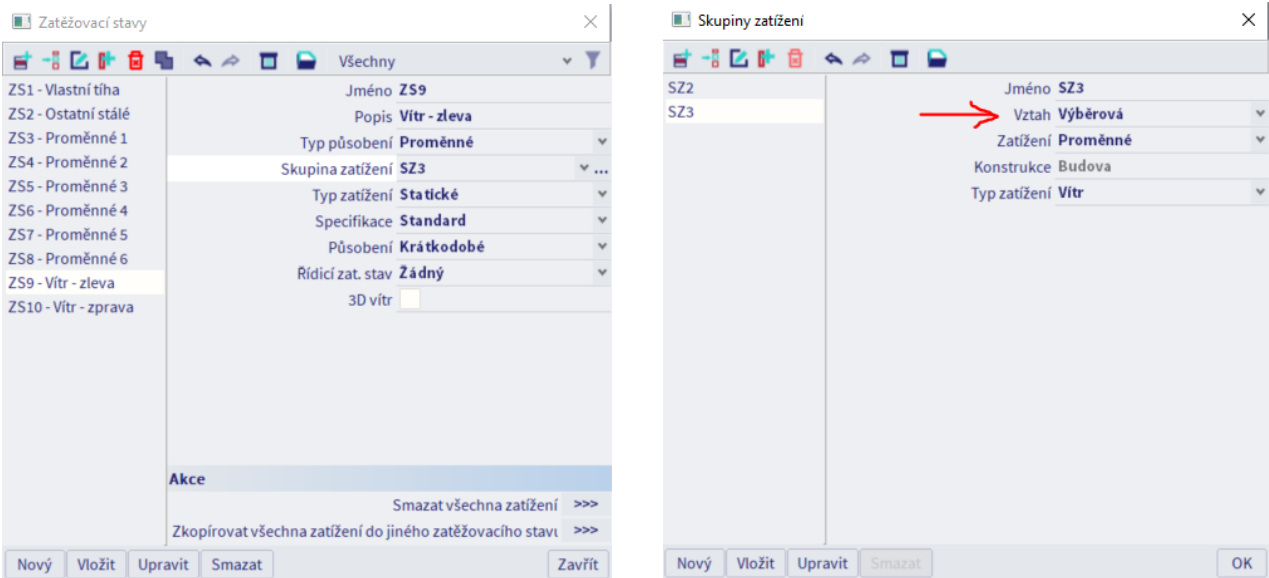 Zatěžovací stavy
Všechny
ZS1 - Vlastní tíha
ZS2 - Ostatní stálé
ZS3 - Proměnné 1
ZS4 - Proměnné 2
ZS5 - Proměnné 3
ZS6 - Proměnné 4
ZS7 - Proměnné 5
ZS8 - Proměnné 6
ZS9 - Vítr - zleva
ZS10 - Vítr - zprava
Jméno ZS9
Popis Vítr - zleva
Typ působení Proměnné
Skupina zatížení SZ3 ...
Typ zatížení Statické
Specifikace Standard
Působení Krátkodobé
Řídicí zat. stav Žádný
3D vítr
Akce
Smazat všechna zatížení >>>
Zkopírovat všechna zatížení do jiného zatěžovacího stavu >>>
Nový Vložit Upravit Smazat Zavřít
Skupiny zatížení
SZ2
SZ3
Jméno SZ3
Vztah Výběrová
Zatížení Proměnné
Konstrukce Budova
Typ zatížení Vítr
Nový Vložit Upravit Smazat OK